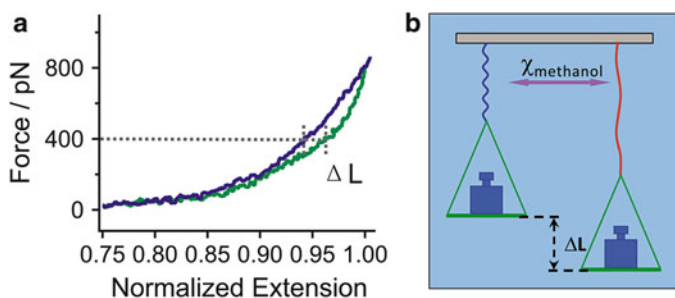 a
Force / pN
800
400
0
ΔL
0.75 0.80 0.85 0.90 0.95 1.00
Normalized Extension
b
χmethanol
ΔL